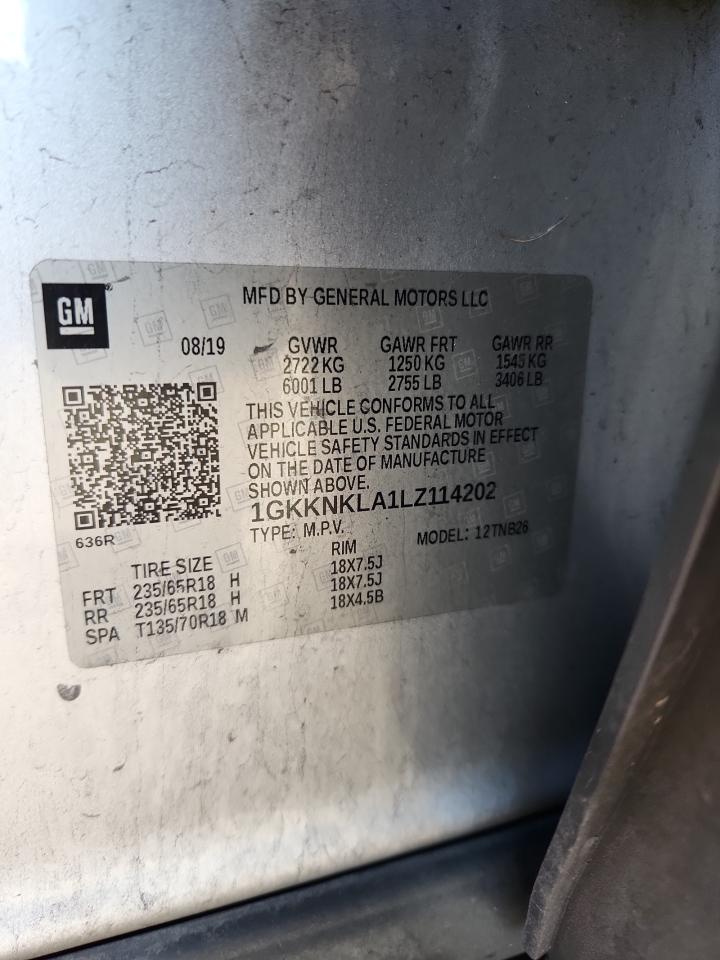 GM
MFD BY GENERAL MOTORS LLC
08/19 GVWR GAWR FRT GAWR RR
2722 KG 1250 KG 1545 KG
6001 LB 2755 LB 3406 LB
THIS VEHICLE CONFORMS TO ALL
APPLICABLE U.S. FEDERAL MOTOR
VEHICLE SAFETY STANDARDS IN EFFECT
ON THE DATE OF MANUFACTURE
SHOWN ABOVE.
1GKKNKLA1LZ114202
TYPE: M.P.V. MODEL: 12TNB26
636R
TIRE SIZE RIM
FRT 235/65R18 H 18X7.5J
RR 235/65R18 H 18X7.5J
SPA T135/70R18 M 18X4.5B